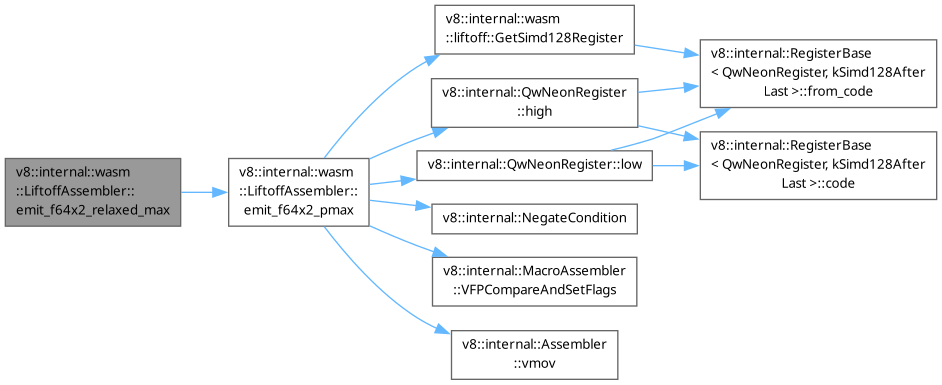 v8::internal::wasm
::LiftoffAssembler::
emit_f64x2_relaxed_max
v8::internal::wasm
::LiftoffAssembler::
emit_f64x2_pmax
v8::internal::wasm
::liftoff::GetSimd128Register
v8::internal::QwNeonRegister
::high
v8::internal::QwNeonRegister::low
v8::internal::NegateCondition
v8::internal::MacroAssembler
::VFPCompareAndSetFlags
v8::internal::Assembler
::vmov
v8::internal::RegisterBase
< QwNeonRegister, kSimd128After
Last >::from_code
v8::internal::RegisterBase
< QwNeonRegister, kSimd128After
Last >::code